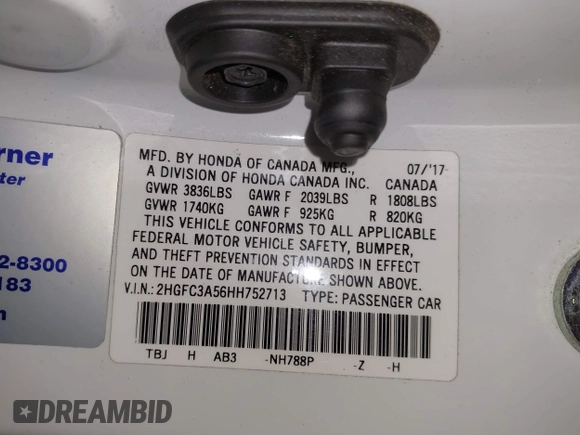 rner
ter
2-8300
183
m
MFD. BY HONDA OF CANADA MFG., 07/'17
A DIVISION OF HONDA CANADA INC. CANADA
GVWR 3836LBS GAWR F 2039LBS R 1808LBS
GVWR 1740KG GAWR F 925KG R 820KG
THIS VEHICLE CONFORMS TO ALL APPLICABLE
FEDERAL MOTOR VEHICLE SAFETY, BUMPER,
AND THEFT PREVENTION STANDARDS IN EFFECT
ON THE DATE OF MANUFACTURE SHOWN ABOVE.
V.I.N.: 2HGFC3A56HH752713 TYPE: PASSENGER CAR
TBJ H AB3 -NH788P -Z -H
DREAMBID